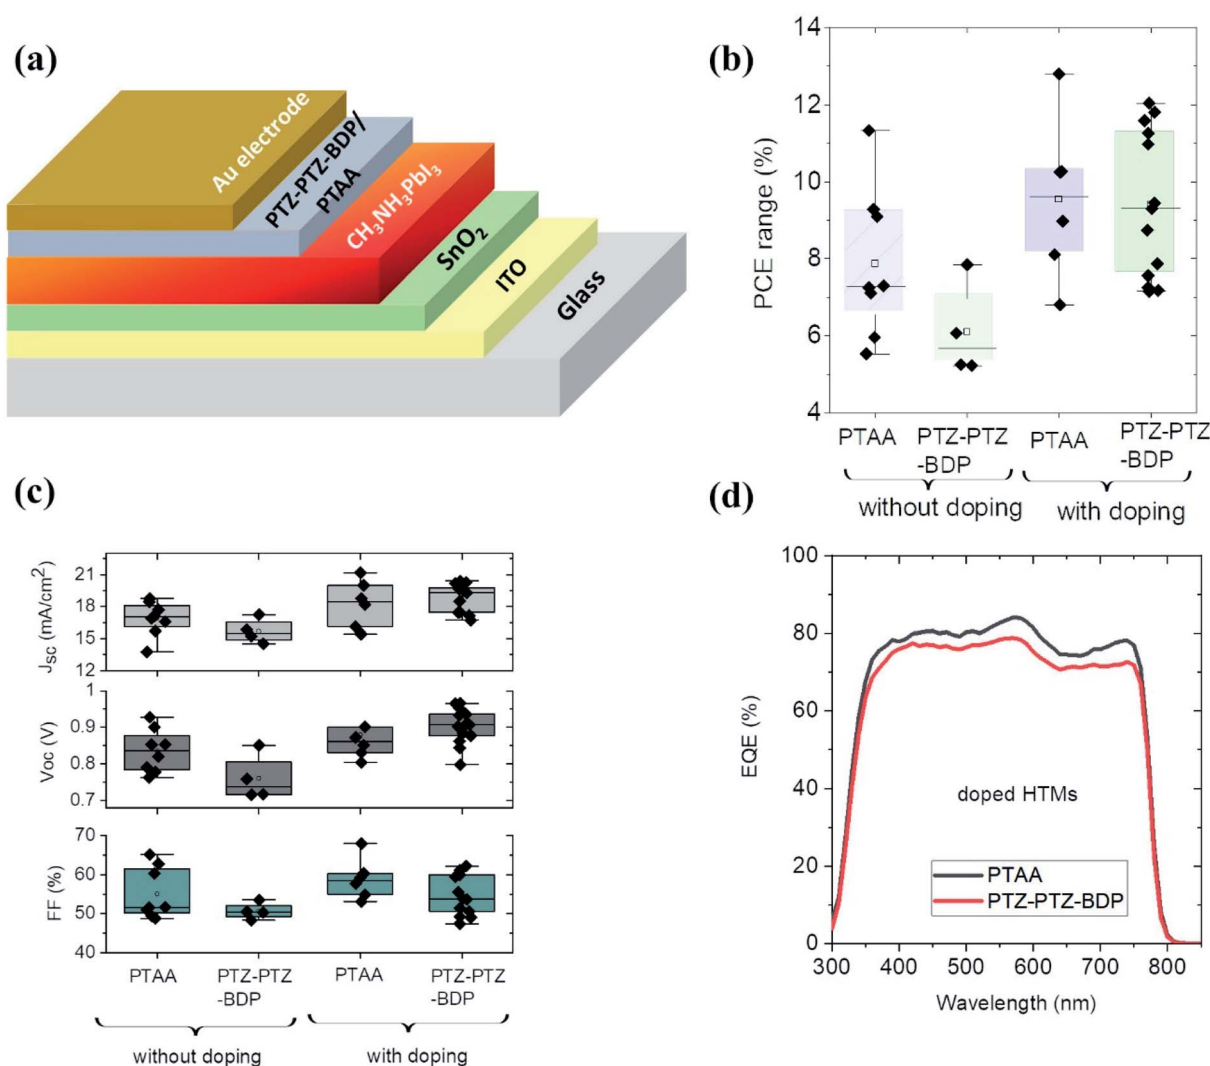 (a)
Au electrode
PTZ-PTZ-BDP/
PTAA
CH₃NH₃PbI₃
SnO₂
ITO
Glass
(b)
PCE range (%)
14
12
10
8
6
4
PTAA
PTZ-PTZ
-BDP
PTAA
PTZ-PTZ
-BDP
without doping
with doping
(c)
J_SC (mA/cm²)
21
18
15
12
Voc (V)
1
0.9
0.8
0.7
FF (%)
70
60
50
40
PTAA
PTZ-PTZ
-BDP
PTAA
PTZ-PTZ
-BDP
without doping
with doping
(d)
EQE (%)
100
80
60
40
20
0
doped HTMs
PTAA
PTZ-PTZ-BDP
300 400 500 600 700 800
Wavelength (nm)